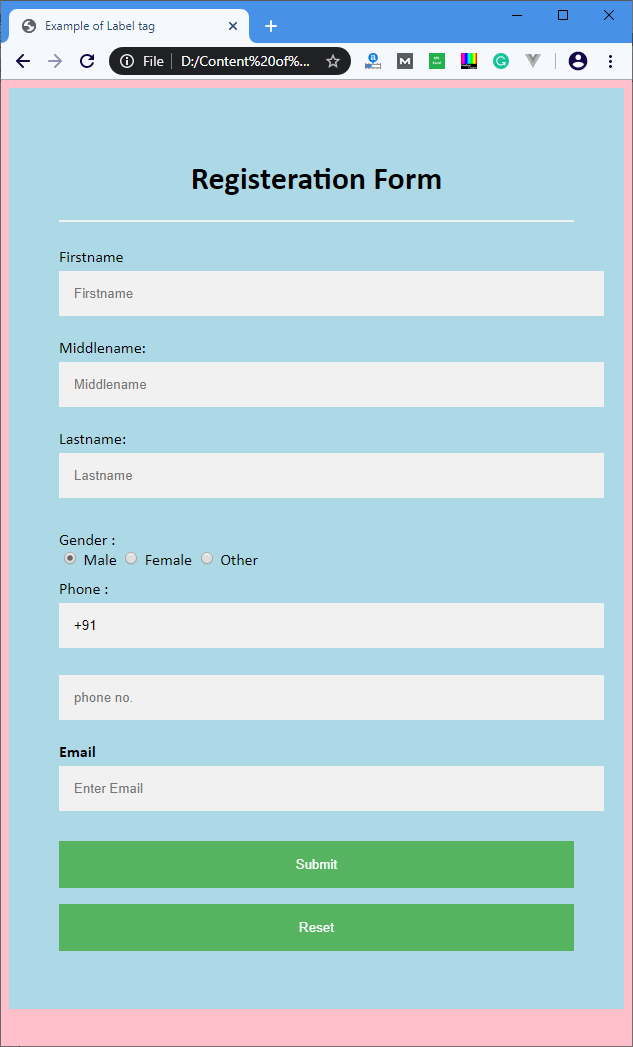 Example of Label tag
File D:/Content%20of%...
Registeration Form
Firstname
Firstname
Middlename:
Middlename
Lastname:
Lastname
Gender :
Male Female Other
Phone :
+91
phone no.
Email
Enter Email
Submit
Reset